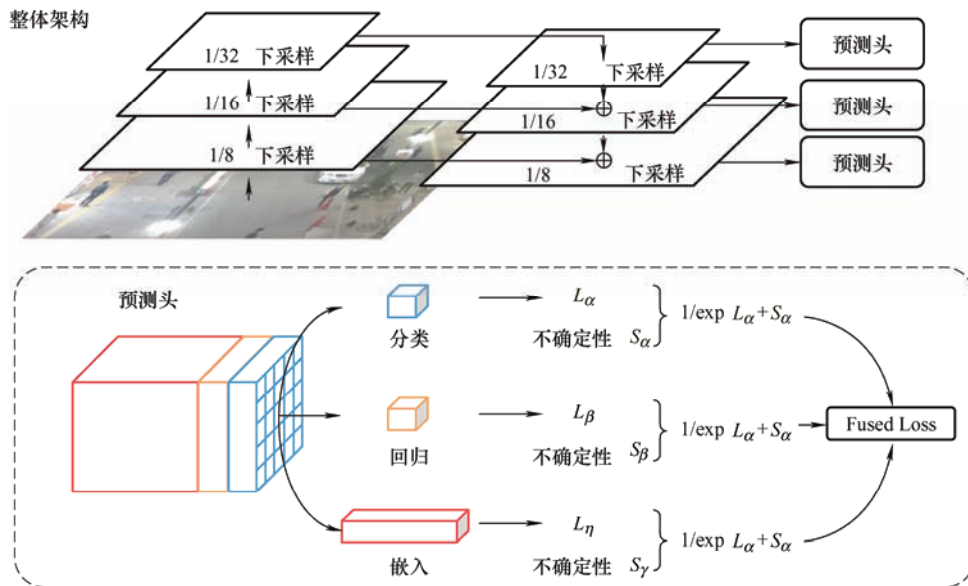 整体架构
1/32 下采样
1/16 下采样
1/8 下采样
1/32 下采样
1/16 下采样
1/8 下采样
预测头
预测头
预测头
预测头
分类
Lα
不确定性 Sα
1/exp Lα+Sα
回归
Lβ
不确定性 Sβ
1/exp Lα+Sα
嵌入
Lη
不确定性 Sγ
1/exp Lα+Sα
Fused Loss